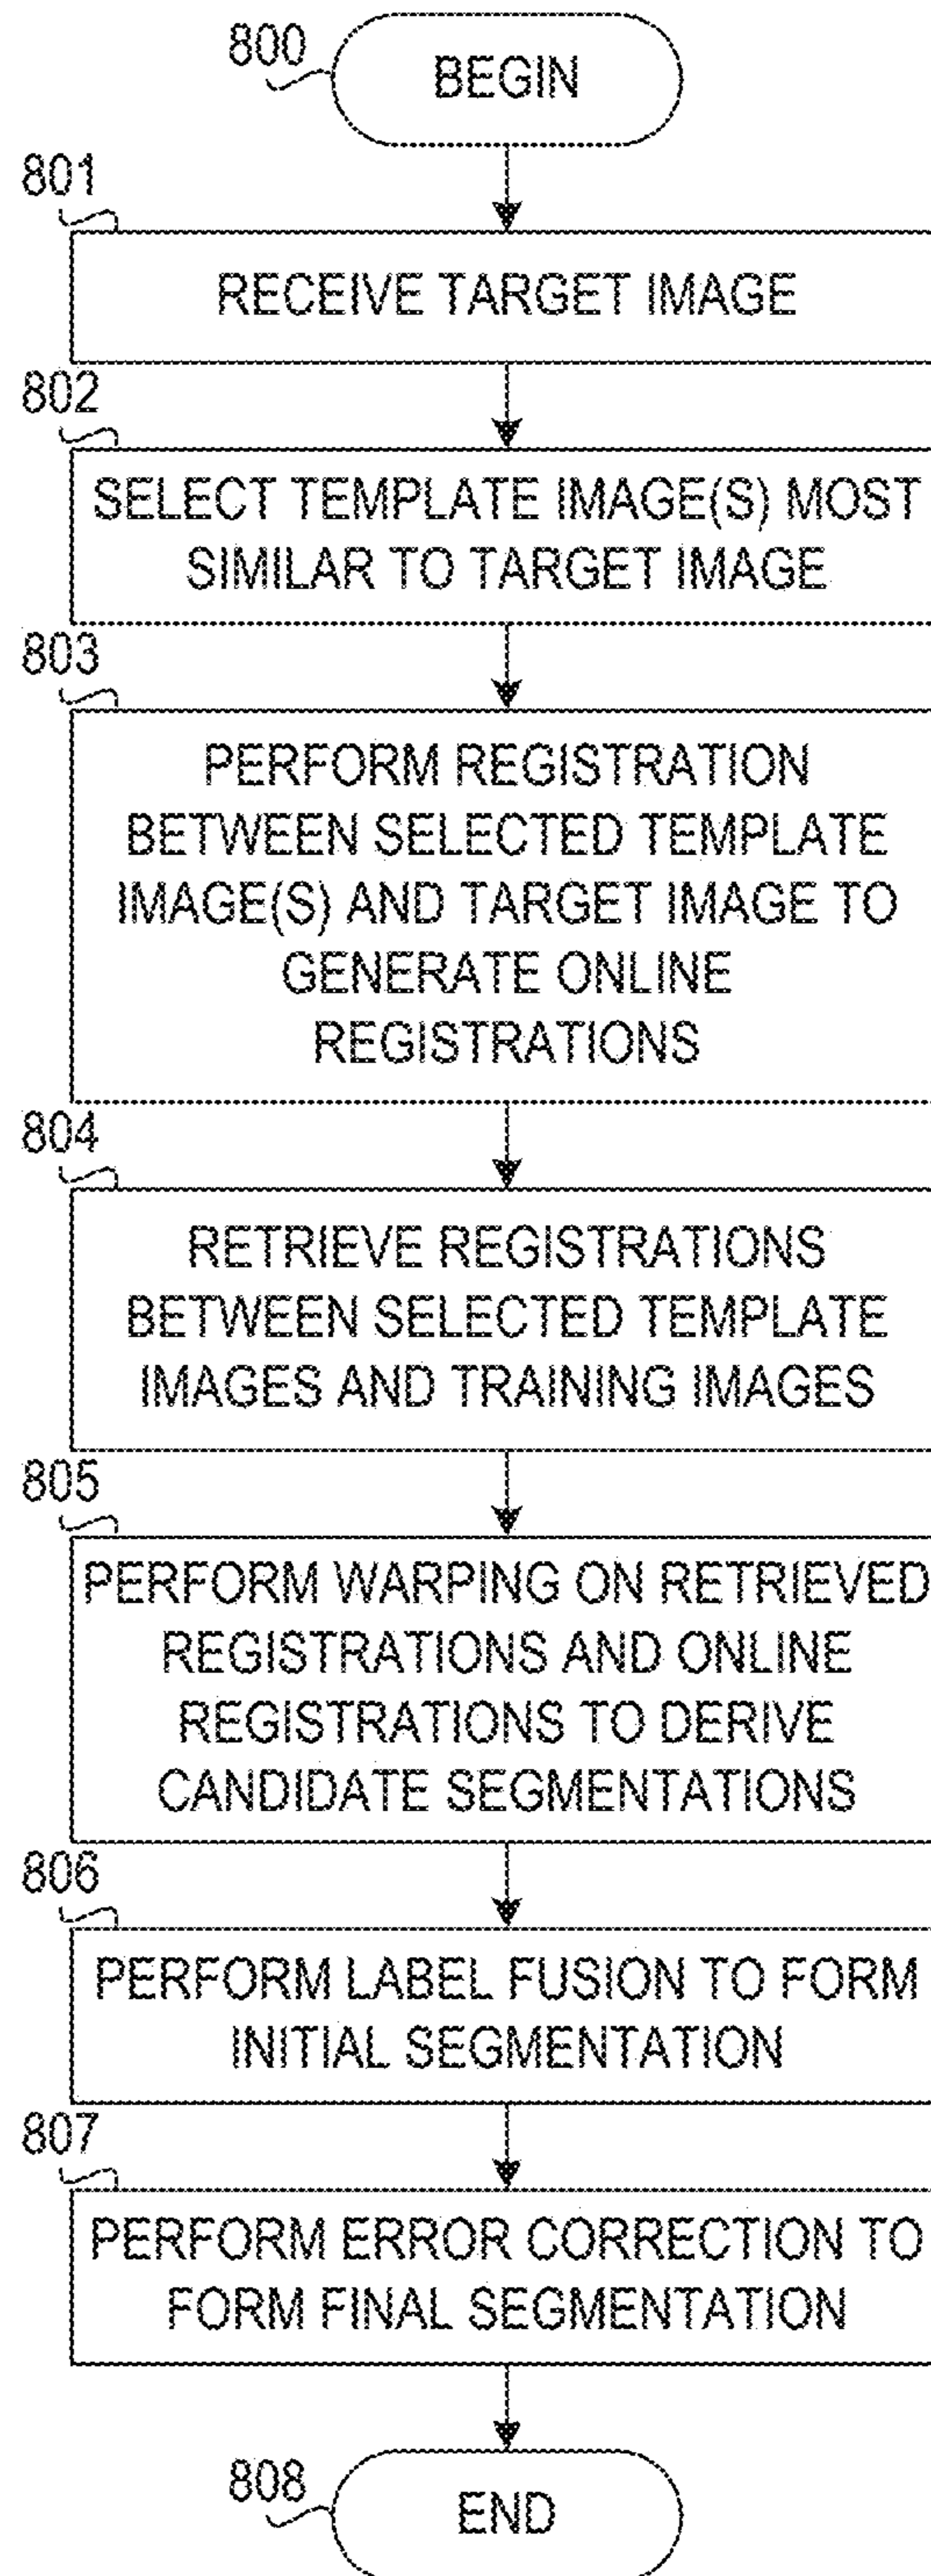 800
BEGIN
801
RECEIVE TARGET IMAGE
802
SELECT TEMPLATE IMAGE(S) MOST
SIMILAR TO TARGET IMAGE
803
PERFORM REGISTRATION
BETWEEN SELECTED TEMPLATE
IMAGE(S) AND TARGET IMAGE TO
GENERATE ONLINE
REGISTRATIONS
804
RETRIEVE REGISTRATIONS
BETWEEN SELECTED TEMPLATE
IMAGES AND TRAINING IMAGES
805
PERFORM WARPING ON RETRIEVED
REGISTRATIONS AND ONLINE
REGISTRATIONS TO DERIVE
CANDIDATE SEGMENTATIONS
806
PERFORM LABEL FUSION TO FORM
INITIAL SEGMENTATION
807
PERFORM ERROR CORRECTION TO
FORM FINAL SEGMENTATION
808
END